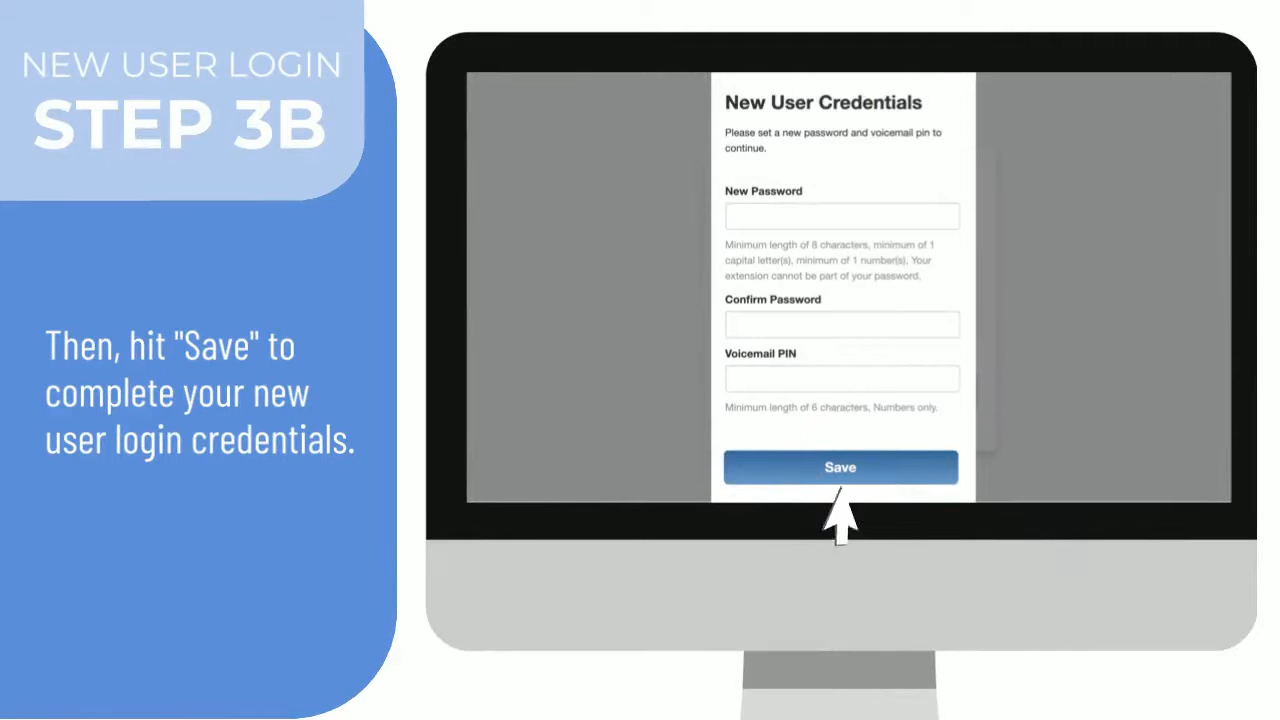 NEW USER LOGIN
STEP 3B
Then, hit "Save" to
complete your new
user login credentials.
New User Credentials
Please set a new password and voicemail pin to
continue.
New Password
Minimum length of 8 characters, minimum of 1
capital letter(s), minimum of 1 number(s), Your
extension cannot be part of your password.
Confirm Password
Voicemail PIN
Minimum length of 6 characters, Numbers only.
Save